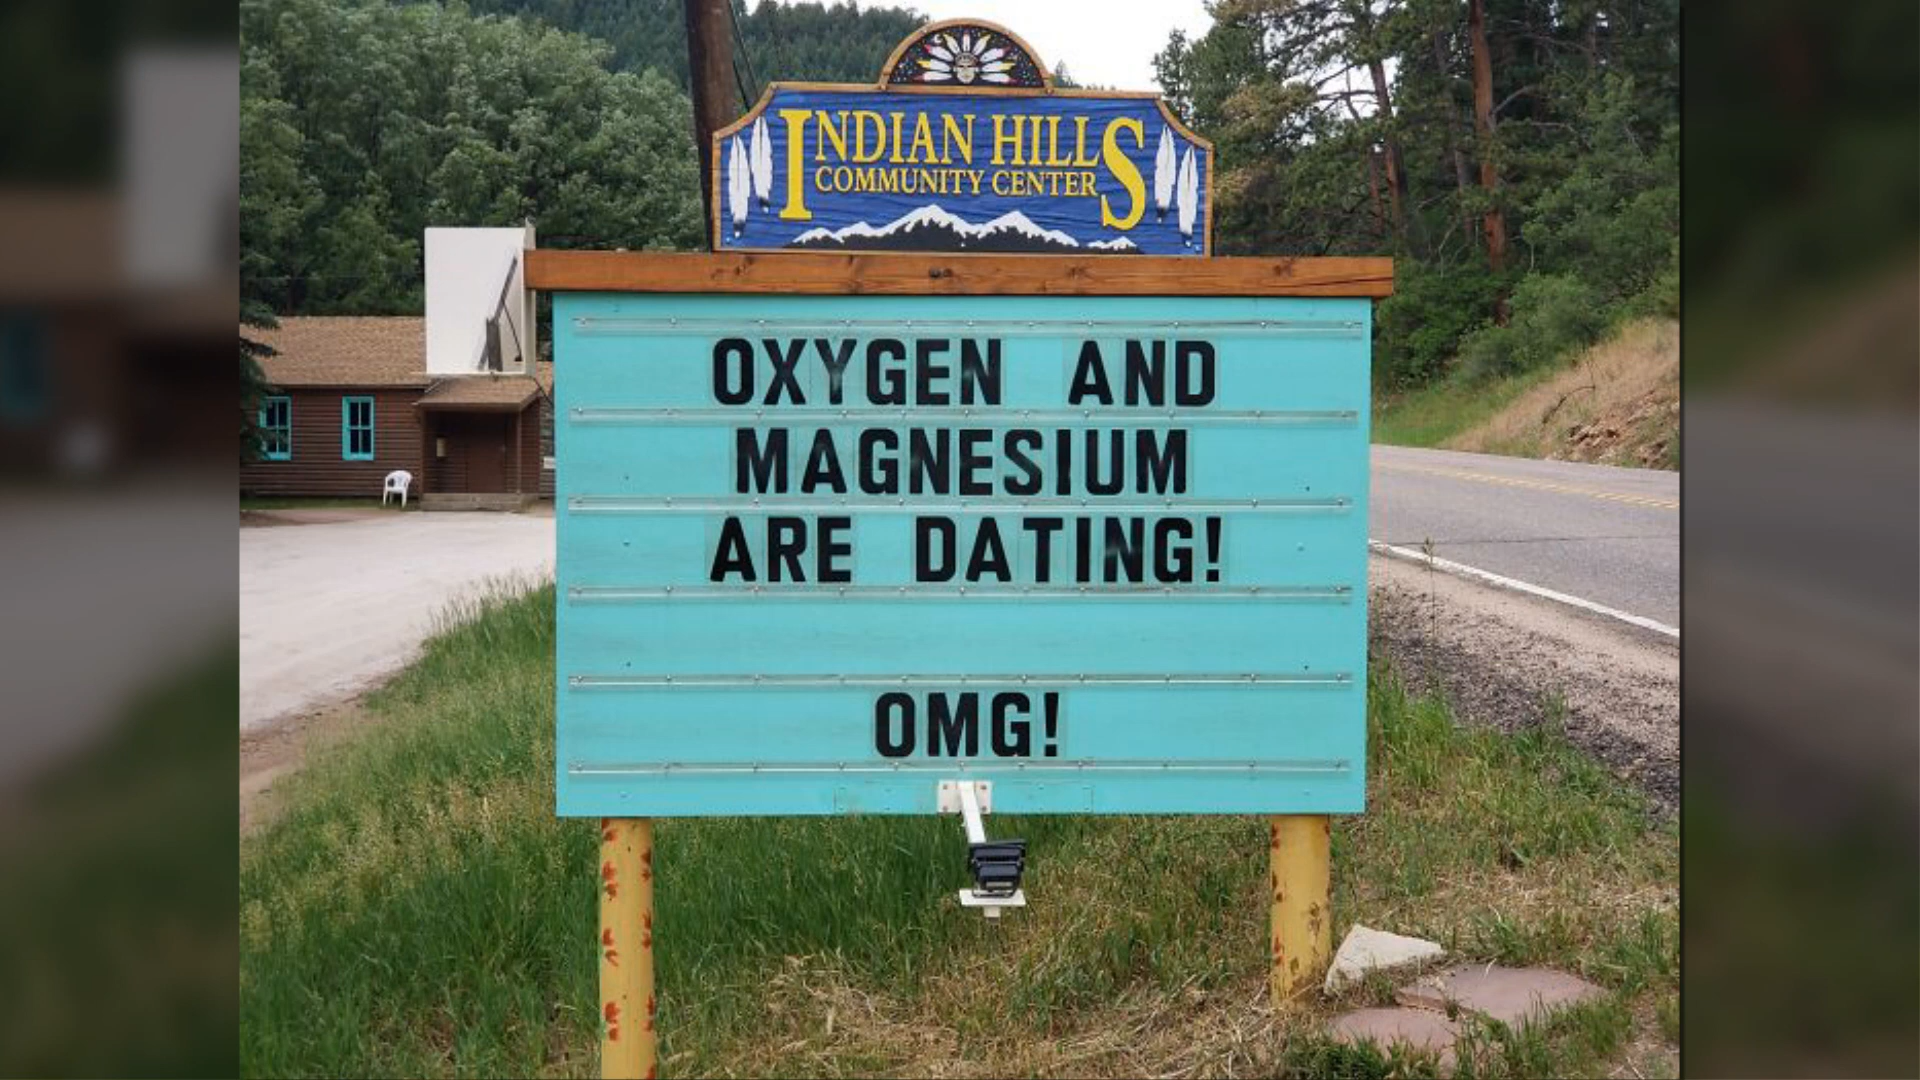 INDIAN HILLS
COMMUNITY CENTER
OXYGEN AND
MAGNESIUM
ARE DATING!
OMG!